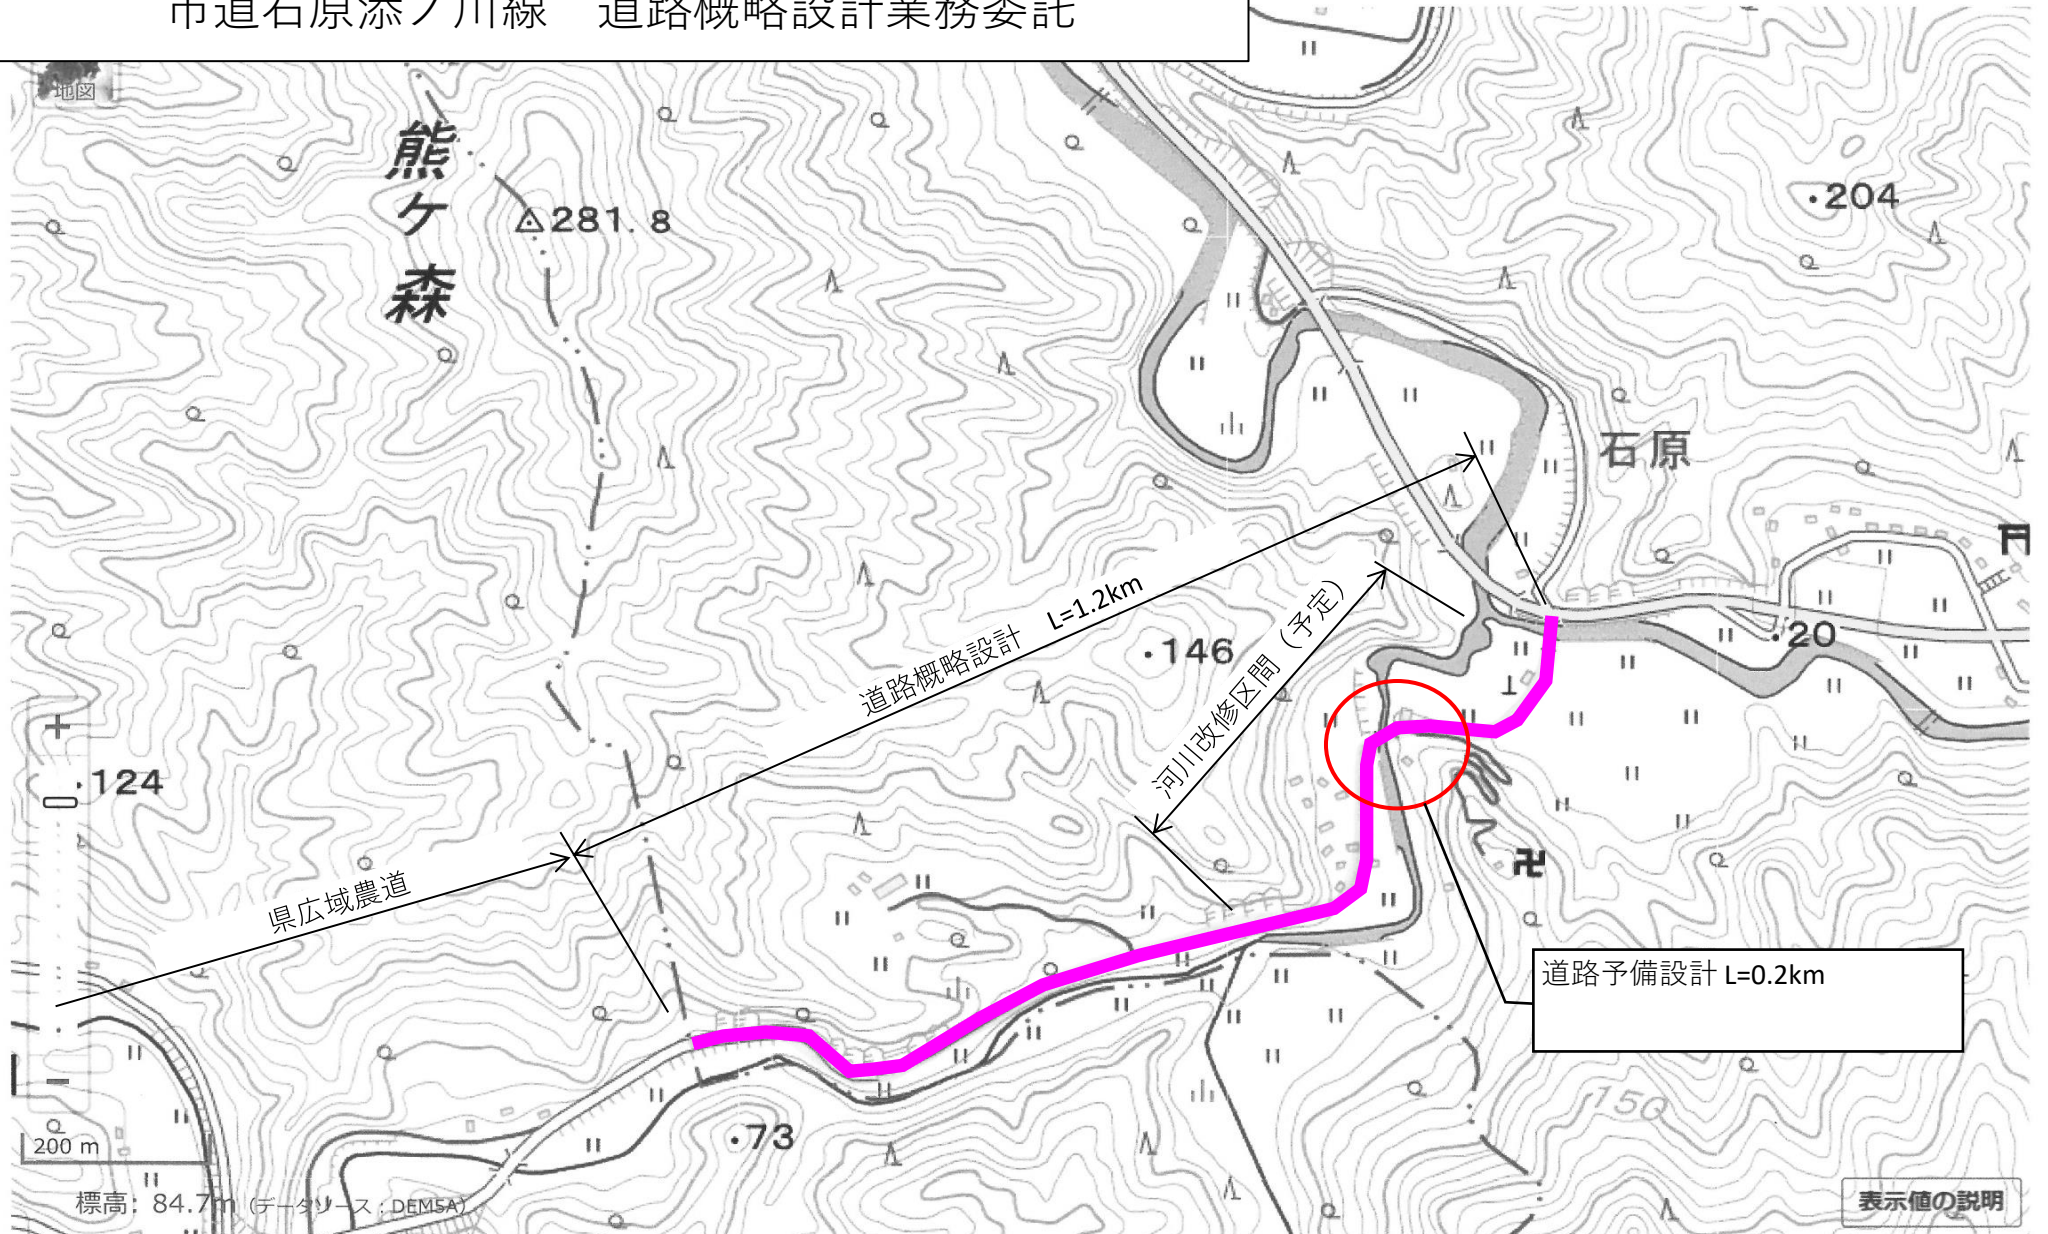 市道石原添ノ川線　道路概略設計業務委託
地図
熊ヶ森
281.8
204
石原
道路概略設計　L=1.2km
河川改修区間（予定）
146
20
124
県広域農道
道路予備設計 L=0.2km
150
73
200 m
標高: 84.7m (データソース：DEM5A)
表示値の説明